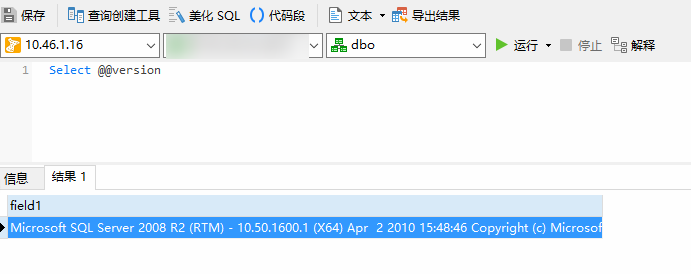 保存 查询创建工具 美化 SQL 代码段 文本 导出结果
10.46.1.16 dbo 运行 停止 解释
1 Select @@version
信息 结果 1
field1
Microsoft SQL Server 2008 R2 (RTM) - 10.50.1600.1 (X64) Apr 2 2010 15:48:46 Copyright (c) Microsof